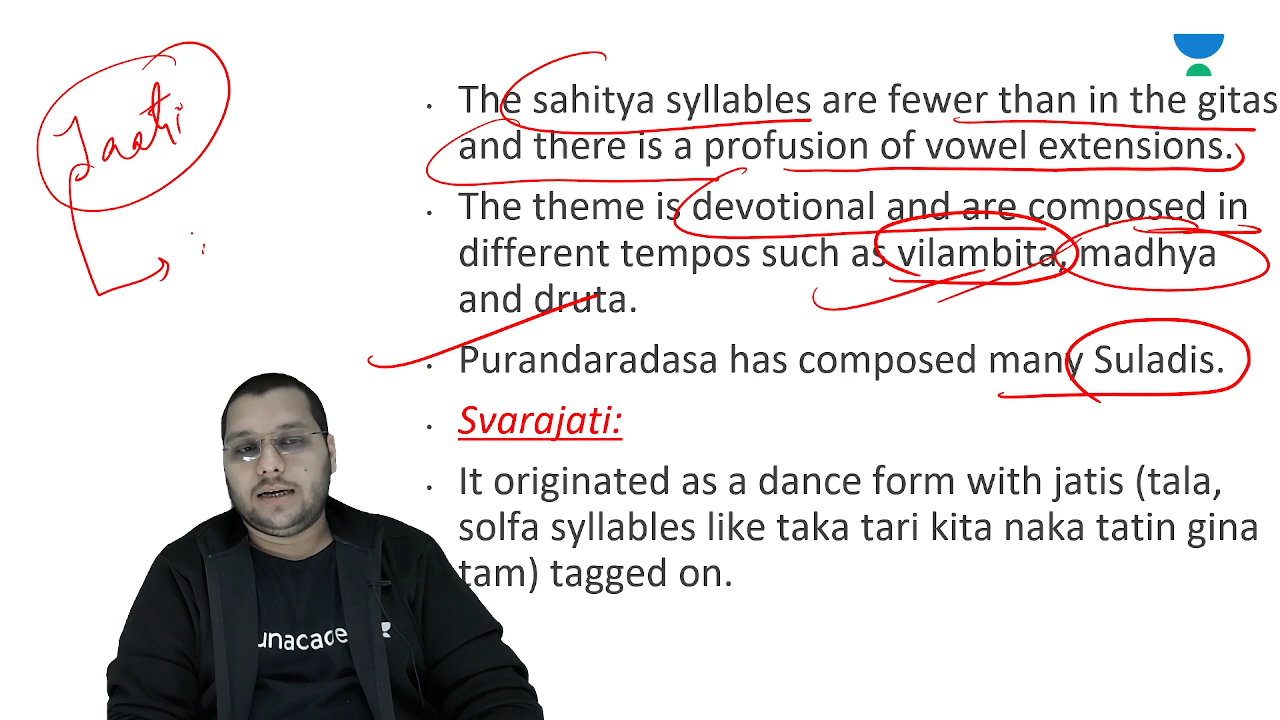 Jaati
• The sahitya syllables are fewer than in the gitas
and there is a profusion of vowel extensions.
• The theme is devotional and are composed in
different tempos such as vilambita, madhya
and druta.
• Purandaradasa has composed many Suladis.
• Svarajati:
• It originated as a dance form with jatis (tala,
solfa syllables like taka tari kita naka tatin gina
tam) tagged on.
unacade